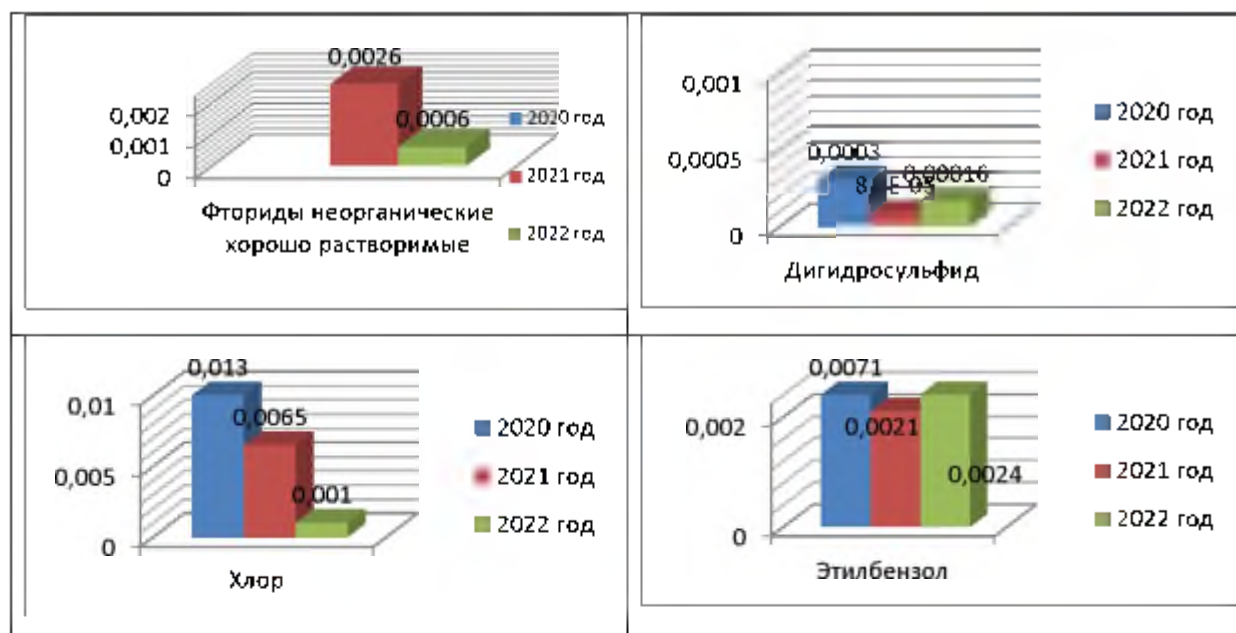 0,0026
0,002
0,001
0
0,0006
2020 год
2021 год
2022 год
Фториды неорганические
хорошо растворимые
0,001
0,0005
0
0,0003
0,00016
2020 год
2021 год
2022 год
Дигидросульфид
0,013
0,01
0,0065
0,005
0,001
0
2020 год
2021 год
2022 год
Хлор
0,0071
0,002
0,0021
0,0024
0
2020 год
2021 год
2022 год
Этилбензол